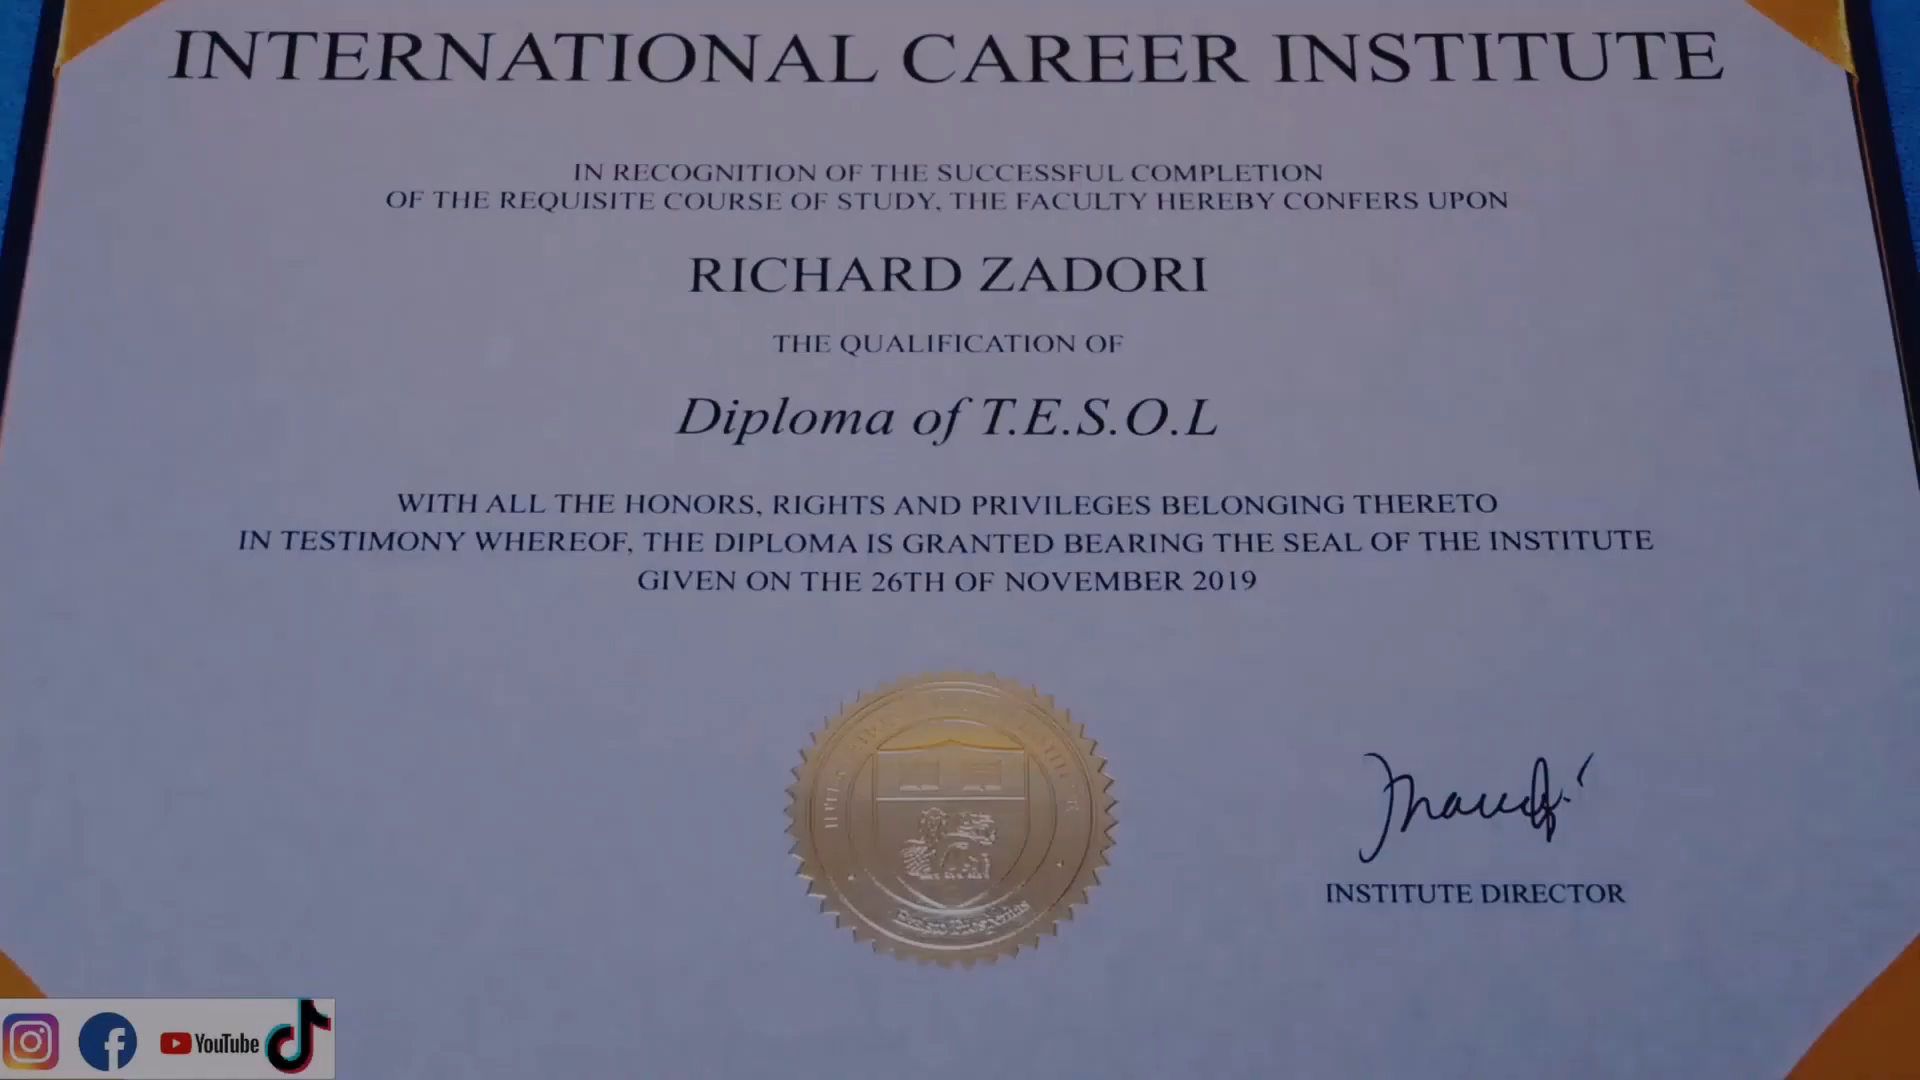 INTERNATIONAL CAREER INSTITUTE
IN RECOGNITION OF THE SUCCESSFUL COMPLETION
OF THE REQUISITE COURSE OF STUDY, THE FACULTY HEREBY CONFERS UPON
RICHARD ZADORI
THE QUALIFICATION OF
Diploma of T.E.S.O.L
WITH ALL THE HONORS, RIGHTS AND PRIVILEGES BELONGING THERETO
IN TESTIMONY WHEREOF, THE DIPLOMA IS GRANTED BEARING THE SEAL OF THE INSTITUTE
GIVEN ON THE 26TH OF NOVEMBER 2019
INSTITUTE DIRECTOR
YouTube